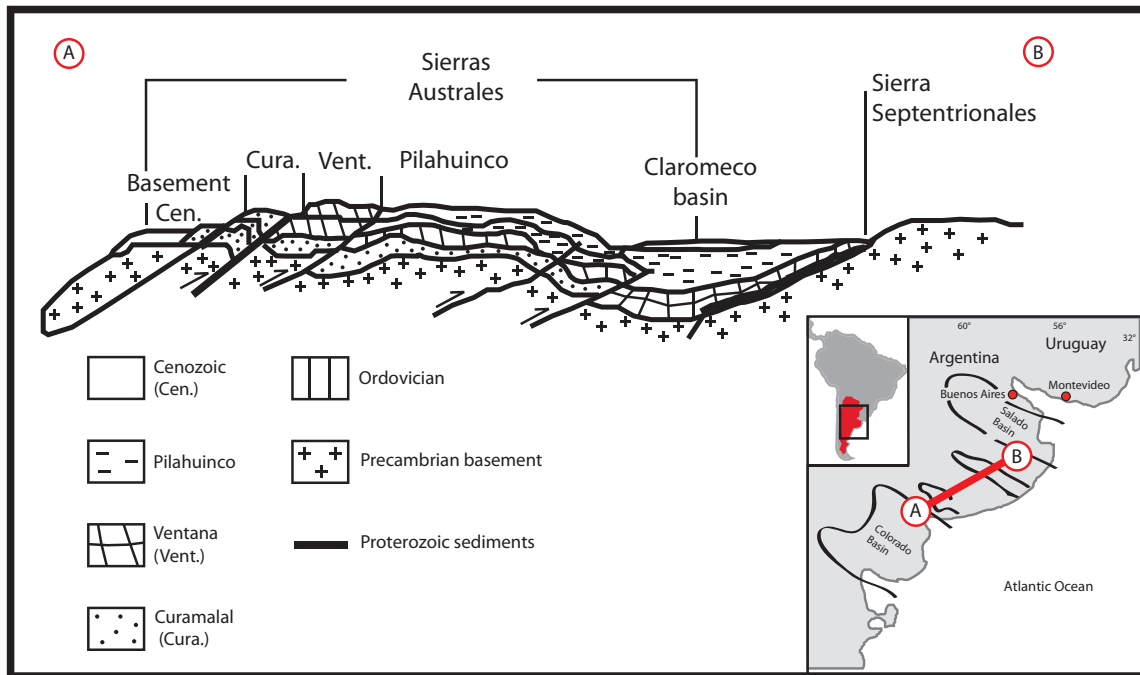 A
B
Sierras
Australes
Sierra
Septentrionales
Cura.
Vent.
Pilahuinco
Basement
Cen.
Claromeco
basin
Cenozoic
(Cen.)
Ordovician
Pilahuinco
Precambrian basement
Ventana
(Vent.)
Proterozoic sediments
Curamalal
(Cura.)
60°
56°
32°
Uruguay
Argentina
Buenos Aires
Montevideo
Salado
Basin
B
A
Colorado
Basin
Atlantic Ocean